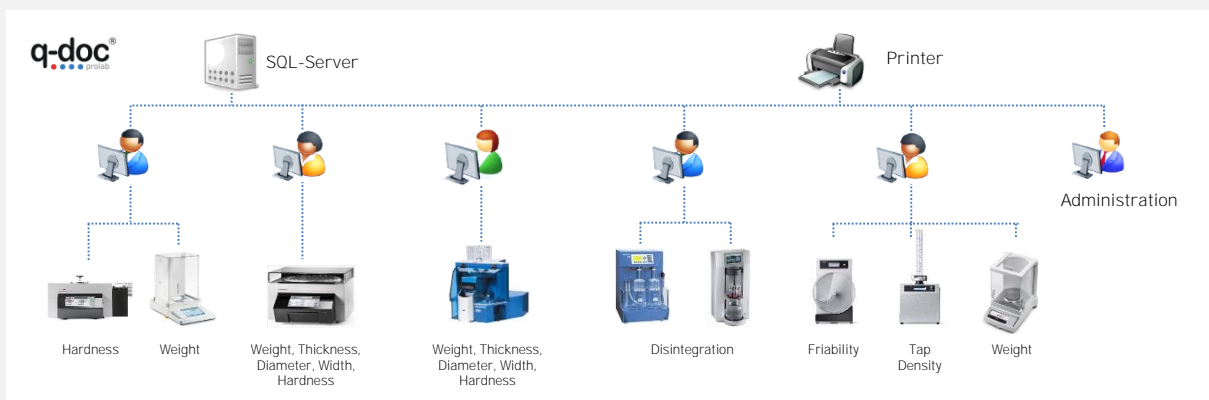 q-doc®
prolab
SQL-Server
Printer
Administration
Hardness
Weight
Weight, Thickness,
Diameter, Width,
Hardness
Weight, Thickness,
Diameter, Width,
Hardness
Disintegration
Friability
Tap
Density
Weight